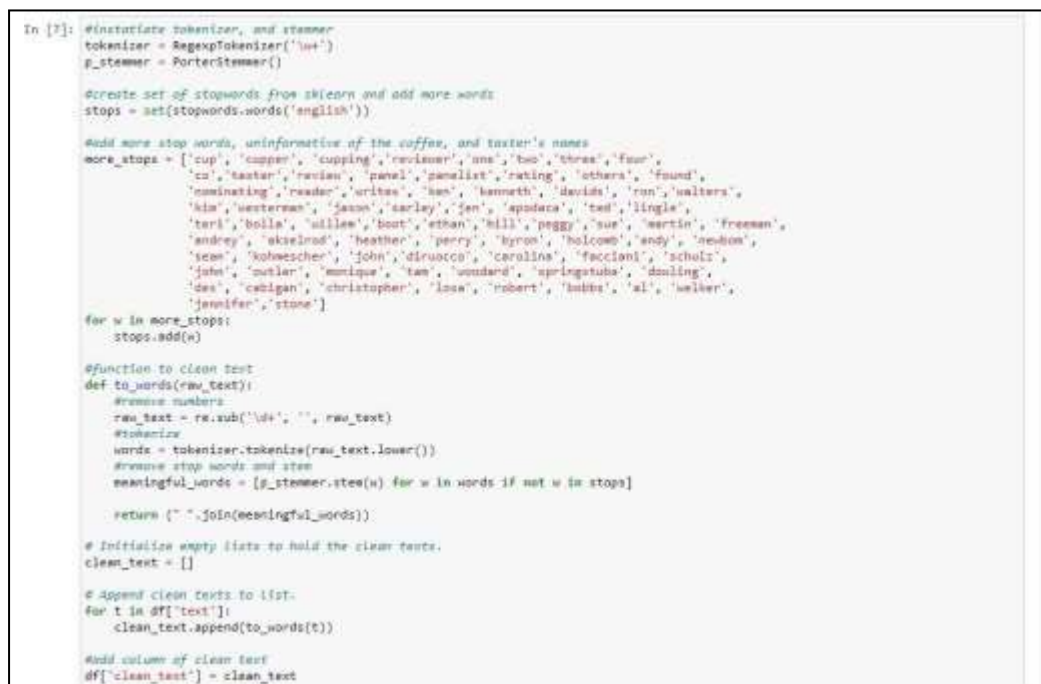 In [7]: #instatiate tokenizer, and stemmer
tokenizer = RegexpTokenizer('\w+')
p_stemmer = PorterStemmer()
#create set of stopwords from sklearn and add more words
stops = set(stopwords.words('english'))
#add more stop words, uninformative of the coffee, and taster's names
more_stops = ['cup', 'cupper', 'cupping','reviewer','one','two','three','four',
'co','taster','review', 'panel','panelist','rating', 'others', 'found',
'nominating','reader','writes', 'ken', 'kenneth', 'davids', 'ron','walters',
'kim','westerman', 'jason','sarley','jen', 'apodaca', 'ted','lingle',
'teri','boot','ethan','hill','peggy','sue', 'martin', 'freeman',
'andrey', 'akselrod', 'heather', 'perry', 'byron', 'holcomb','andy', 'newbom',
'sean', 'kohmescher', 'john','diruocco', 'carolina', 'facciani', 'schulz',
'john', 'cutler', 'monique', 'tam', 'woodard', 'springstubb', 'dowling',
'des', 'cabigan', 'christopher', 'losa', 'robert', 'hobbs', 'al', 'welker',
'jennifer','stone']
for w in more_stops:
stops.add(w)
#function to clean text
def to_words(raw_text):
#remove numbers
raw_text = re.sub('\d+', '', raw_text)
#tokenize
words = tokenizer.tokenize(raw_text.lower())
#remove stop words and stem
meaningful_words = [p_stemmer.stem(w) for w in words if not w in stops]
return (" ".join(meaningful_words))
# Initialize empty lists to hold the clean texts.
clean_text = []
# Append clean texts to list.
for t in df['text']:
clean_text.append(to_words(t))
#add column of clean text
df['clean_text'] = clean_text